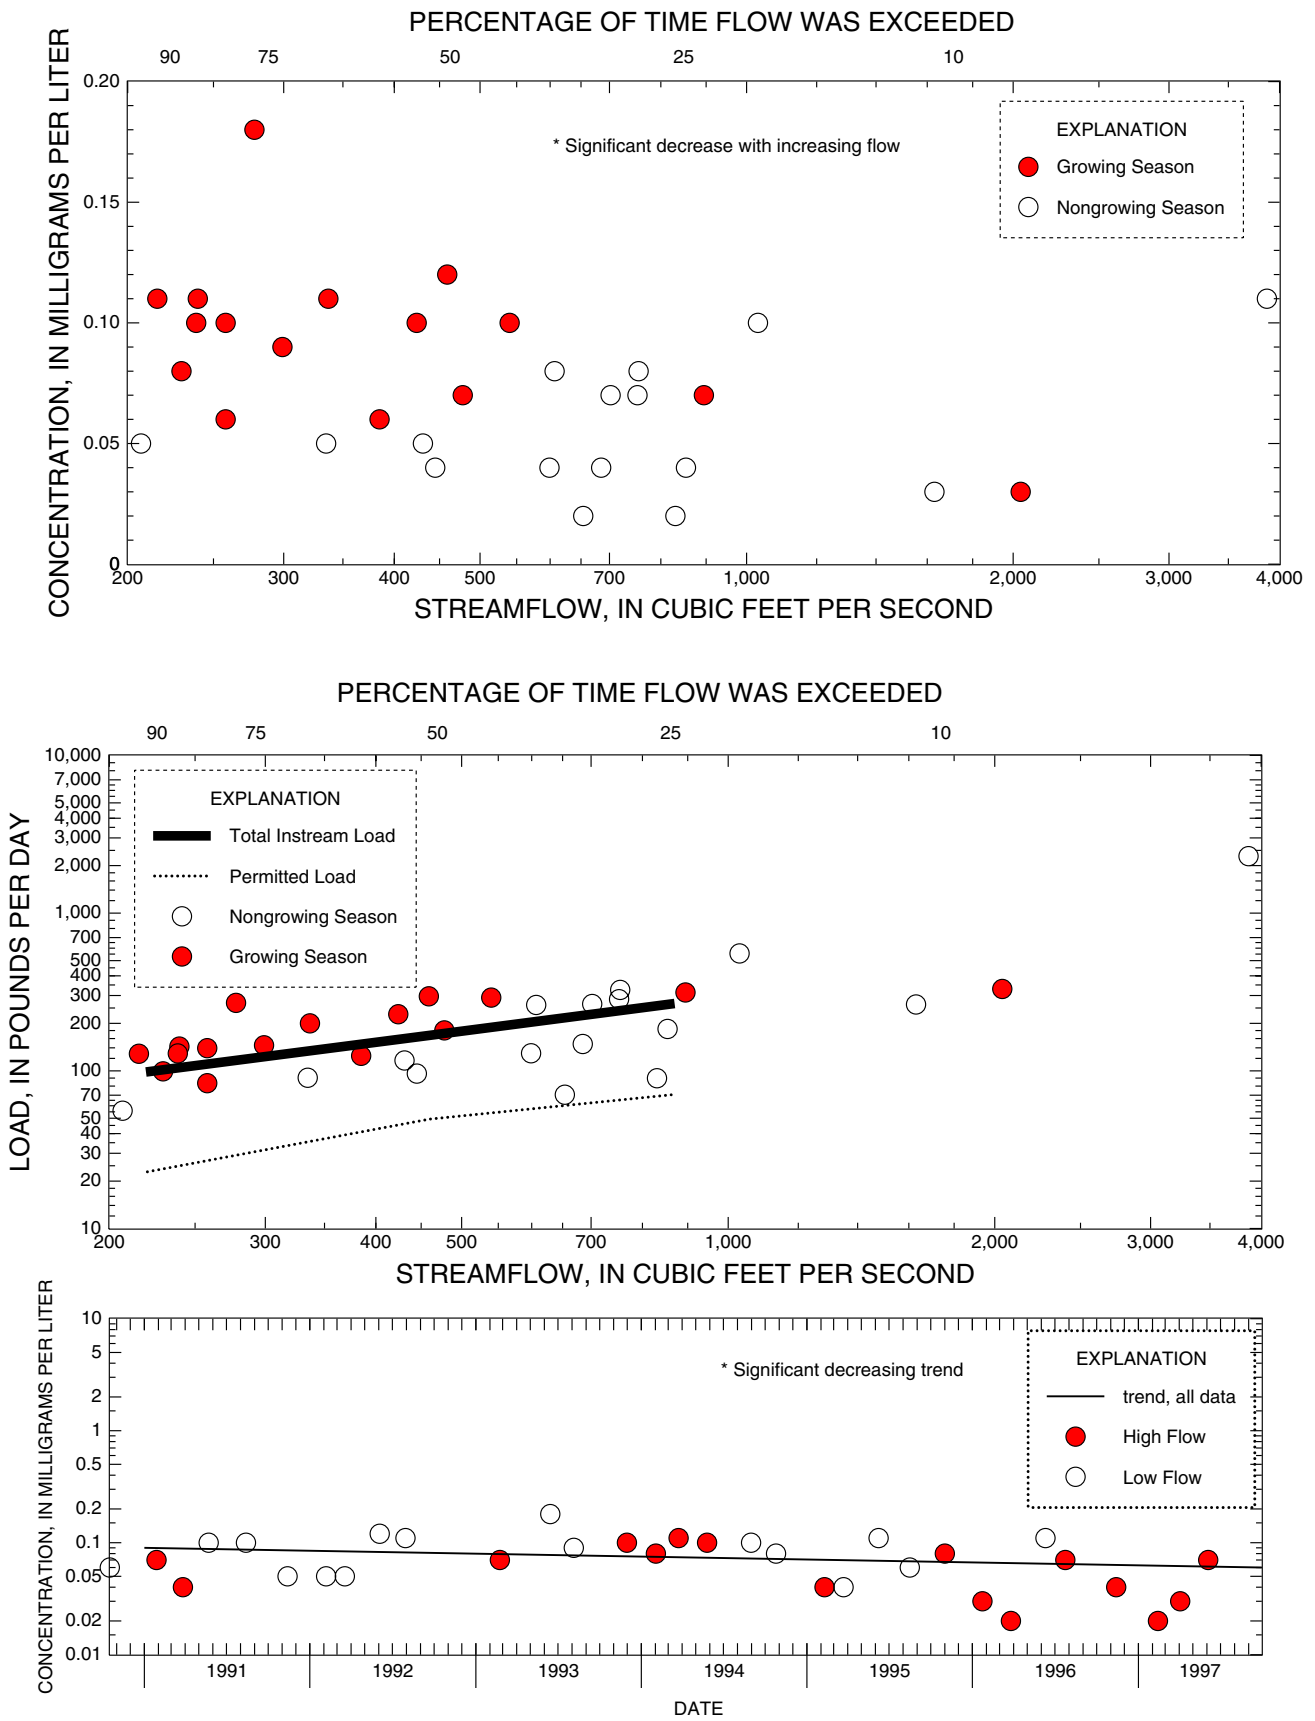 PERCENTAGE OF TIME FLOW WAS EXCEEDED
90 75 50 25 10
CONCENTRATION, IN MILLIGRAMS PER LITER
0.20
0.15
0.10
0.05
0
* Significant decrease with increasing flow
EXPLANATION
Growing Season
Nongrowing Season
200 300 400 500 700 1,000 2,000 3,000 4,000
STREAMFLOW, IN CUBIC FEET PER SECOND
PERCENTAGE OF TIME FLOW WAS EXCEEDED
90 75 50 25 10
LOAD, IN POUNDS PER DAY
10,000
7,000
5,000
4,000
3,000
2,000
1,000
700
500
400
300
200
100
70
50
40
30
20
10
EXPLANATION
Total Instream Load
Permitted Load
Nongrowing Season
Growing Season
200 300 400 500 700 1,000 2,000 3,000 4,000
STREAMFLOW, IN CUBIC FEET PER SECOND
CONCENTRATION, IN MILLIGRAMS PER LITER
10
5
2
1
0.5
0.2
0.1
0.05
0.02
0.01
* Significant decreasing trend
EXPLANATION
trend, all data
High Flow
Low Flow
1991 1992 1993 1994 1995 1996 1997
DATE